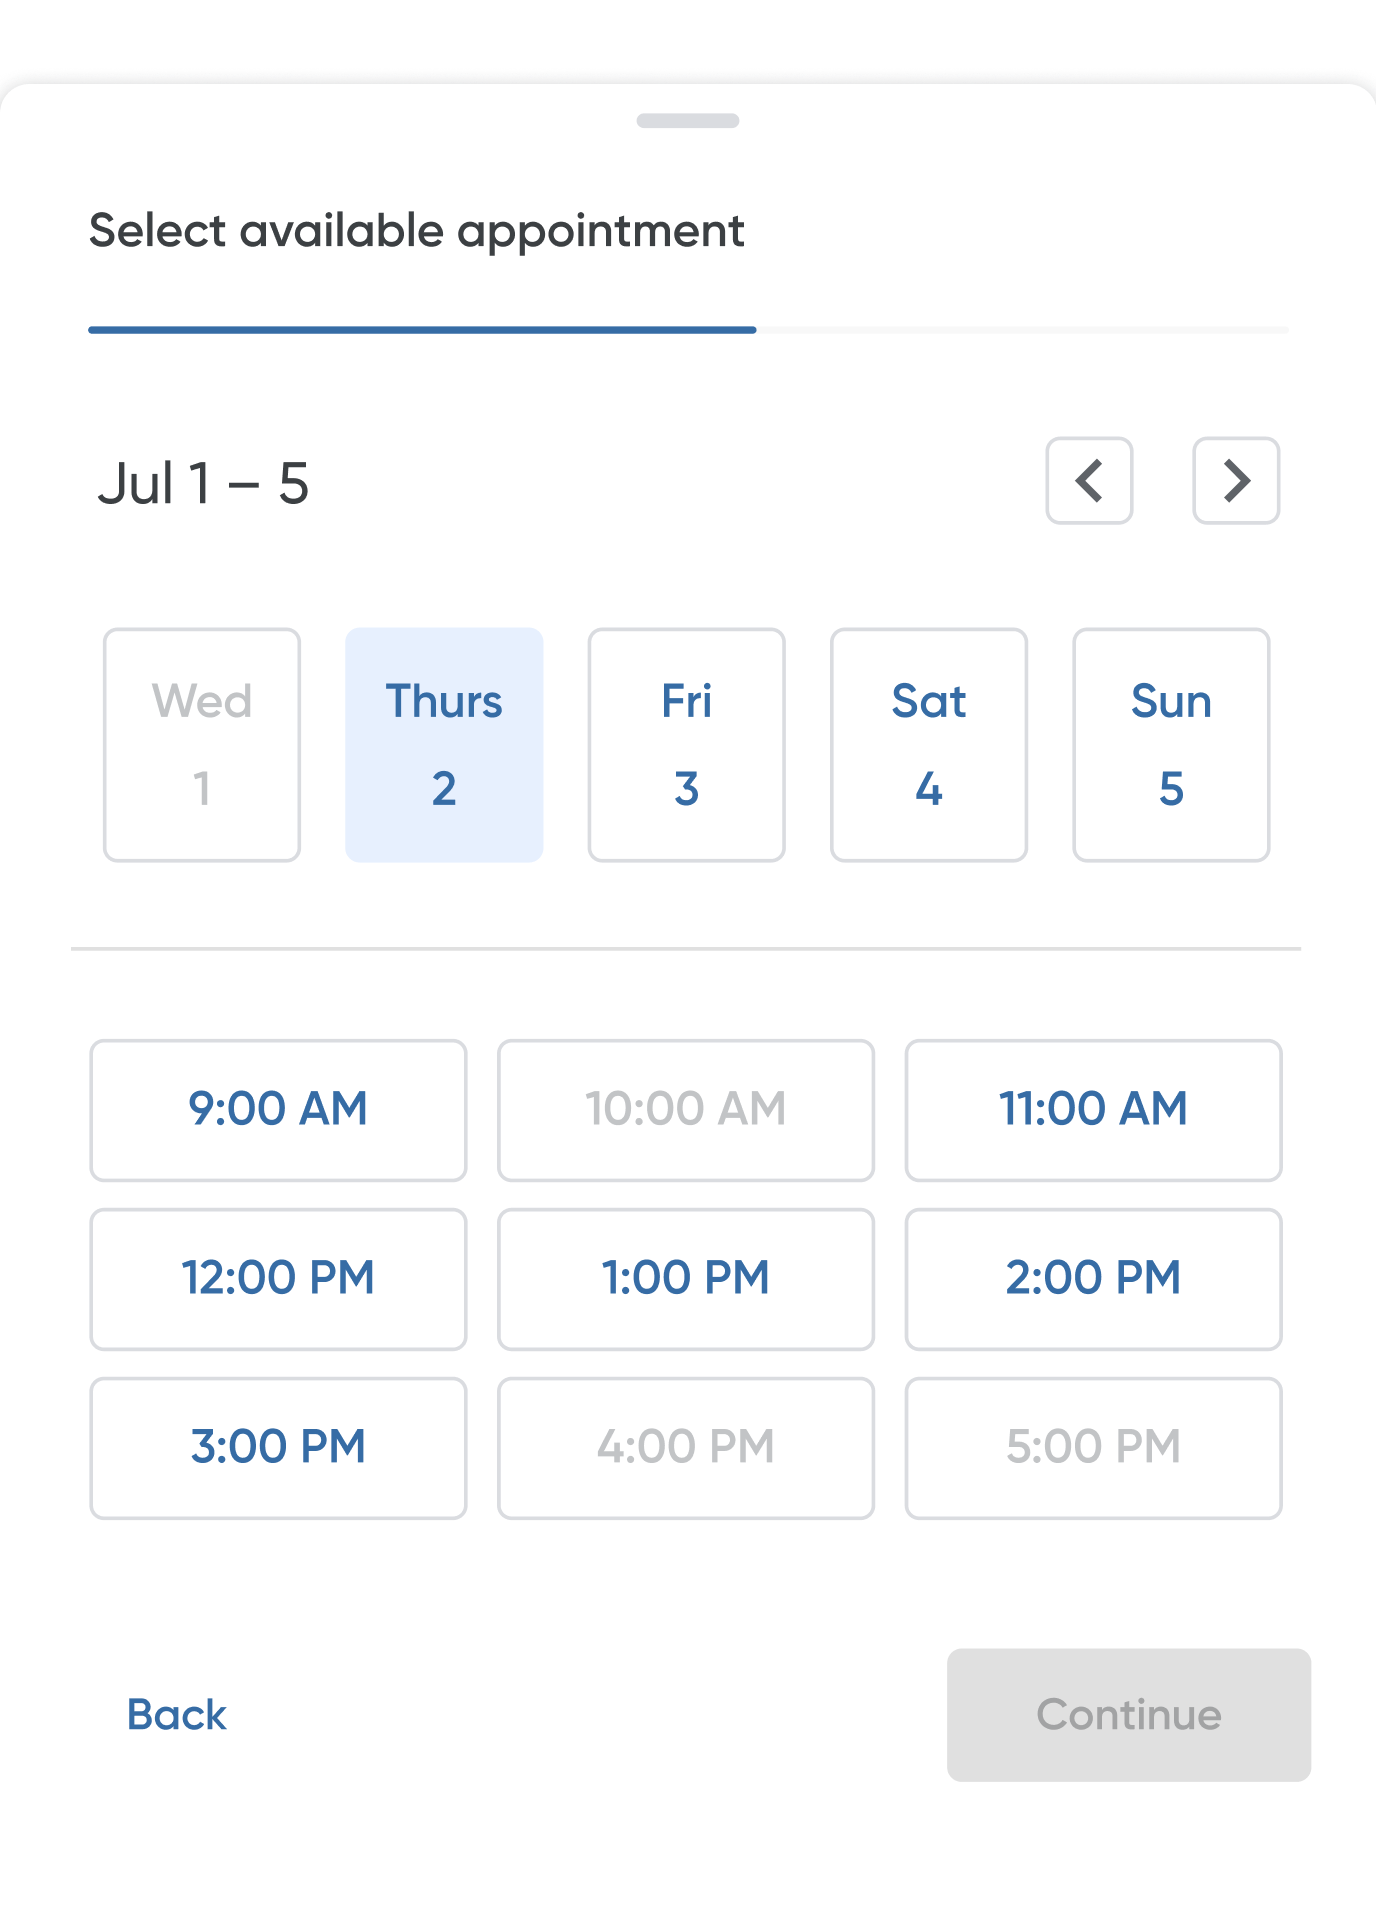 Select available appointment
Jul 1 – 5
Wed Thurs Fri Sat Sun
1 2 3 4 5
9:00 AM 10:00 AM 11:00 AM
12:00 PM 1:00 PM 2:00 PM
3:00 PM 4:00 PM 5:00 PM
Back Continue